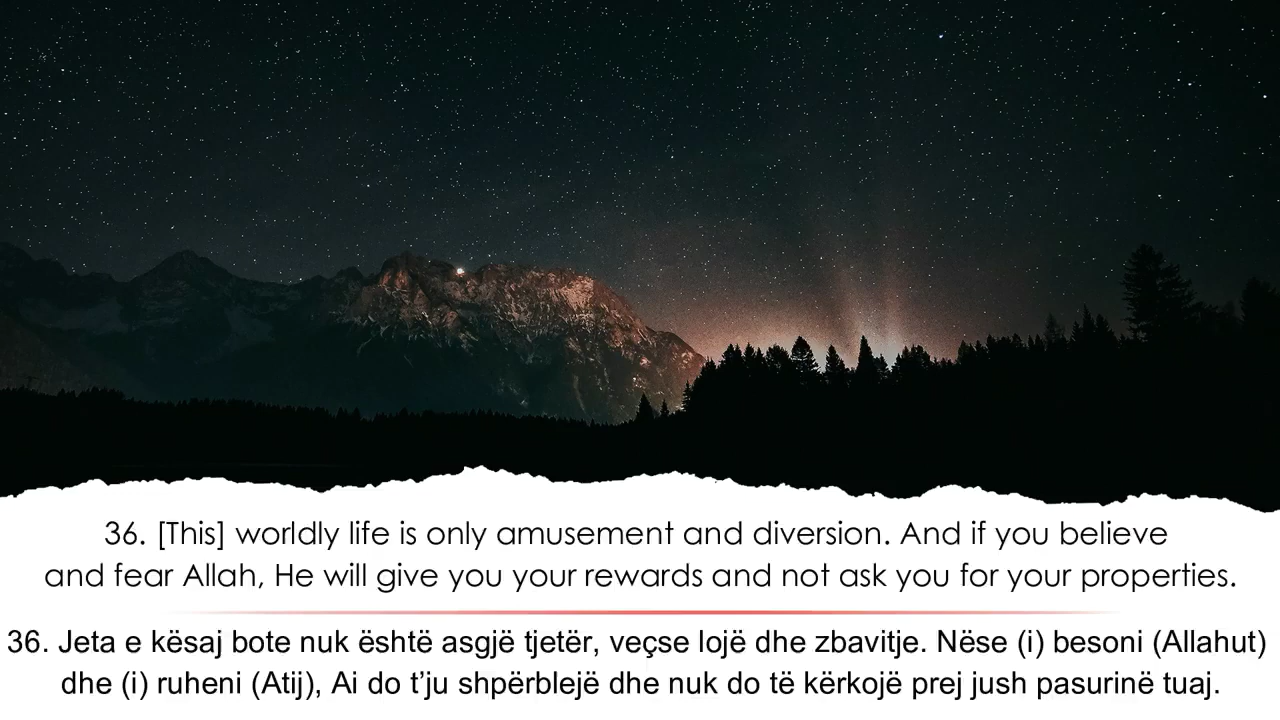 36. [This] worldly life is only amusement and diversion. And if you believe
and fear Allah, He will give you your rewards and not ask you for your properties.
36. Jeta e kësaj bote nuk është asgjë tjetër, veçse lojë dhe zbavitje. Nëse (i) besoni (Allahut)
dhe (i) ruheni (Atij), Ai do t’ju shpërblejë dhe nuk do të kërkojë prej jush pasurinë tuaj.